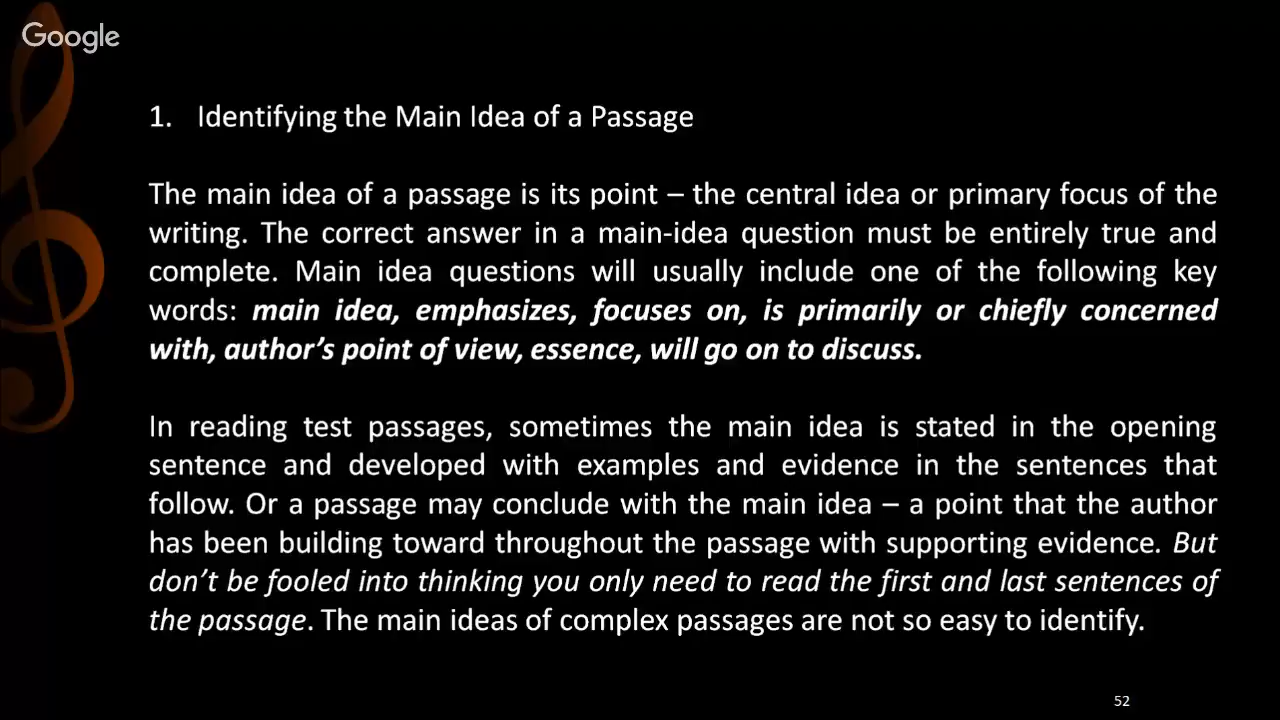 Google
1. Identifying the Main Idea of a Passage
The main idea of a passage is its point – the central idea or primary focus of the
writing. The correct answer in a main-idea question must be entirely true and
complete. Main idea questions will usually include one of the following key
words: main idea, emphasizes, focuses on, is primarily or chiefly concerned
with, author’s point of view, essence, will go on to discuss.
In reading test passages, sometimes the main idea is stated in the opening
sentence and developed with examples and evidence in the sentences that
follow. Or a passage may conclude with the main idea – a point that the author
has been building toward throughout the passage with supporting evidence. But
don’t be fooled into thinking you only need to read the first and last sentences of
the passage. The main ideas of complex passages are not so easy to identify.
52